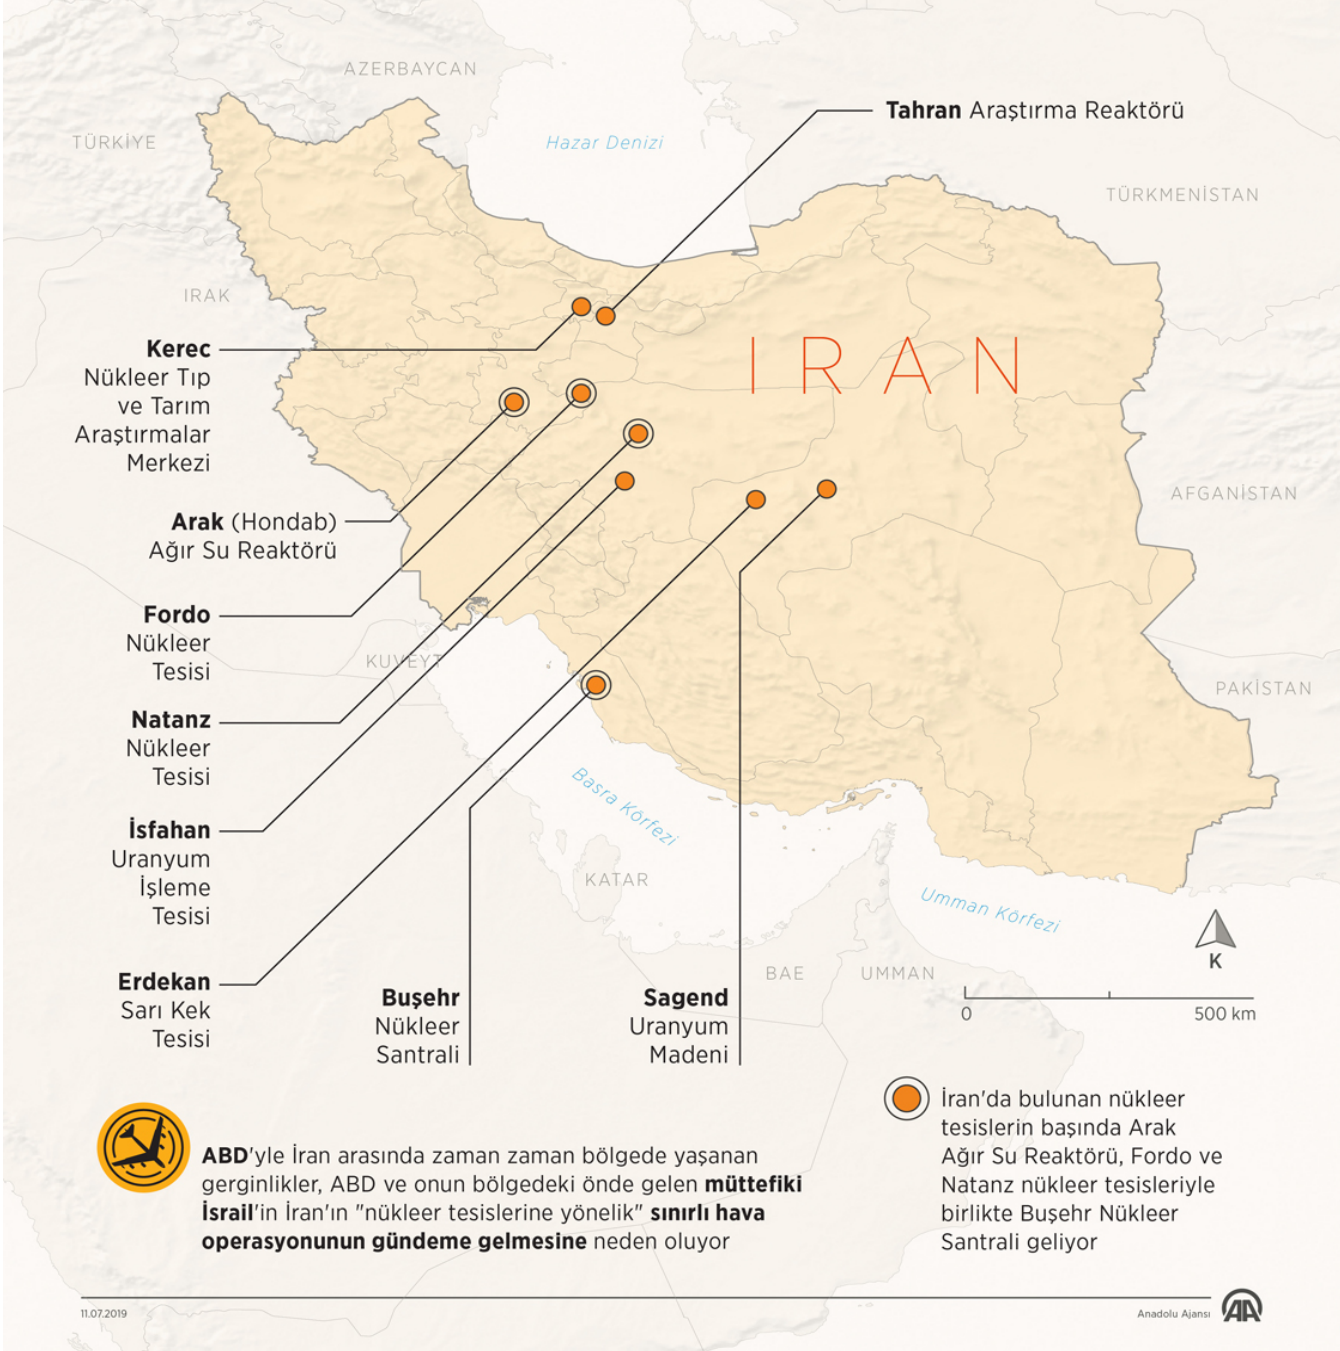 AZERBAYCAN
TÜRKİYE
Hazar Denizi
Tahran Araştırma Reaktörü
TÜRKMENİSTAN
IRAK
IRAN
Kerec
Nükleer Tıp
ve Tarım
Araştırmalar
Merkezi
AFGANİSTAN
Arak (Hondab)
Ağır Su Reaktörü
Fordo
Nükleer
Tesisi
KUVEYT
PAKİSTAN
Natanz
Nükleer
Tesisi
Basra Körfezi
İsfahan
Uranyum
İşleme
Tesisi
KATAR
Umman Körfezi
Erdekan
Sarı Kek
Tesisi
Buşehr
Nükleer
Santrali
Sagend
Uranyum
Madeni
BAE
UMMAN
K
0 500 km
ABD'yle İran arasında zaman zaman bölgede yaşanan
gerginlikler, ABD ve onun bölgedeki önde gelen müttefiki
İsrail'in İran'ın "nükleer tesislerine yönelik" sınırlı hava
operasyonunun gündeme gelmesine neden oluyor
İran'da bulunan nükleer
tesislerin başında Arak
Ağır Su Reaktörü, Fordo ve
Natanz nükleer tesisleriyle
birlikte Buşehr Nükleer
Santrali geliyor
11.07.2019
Anadolu Ajansı
AA